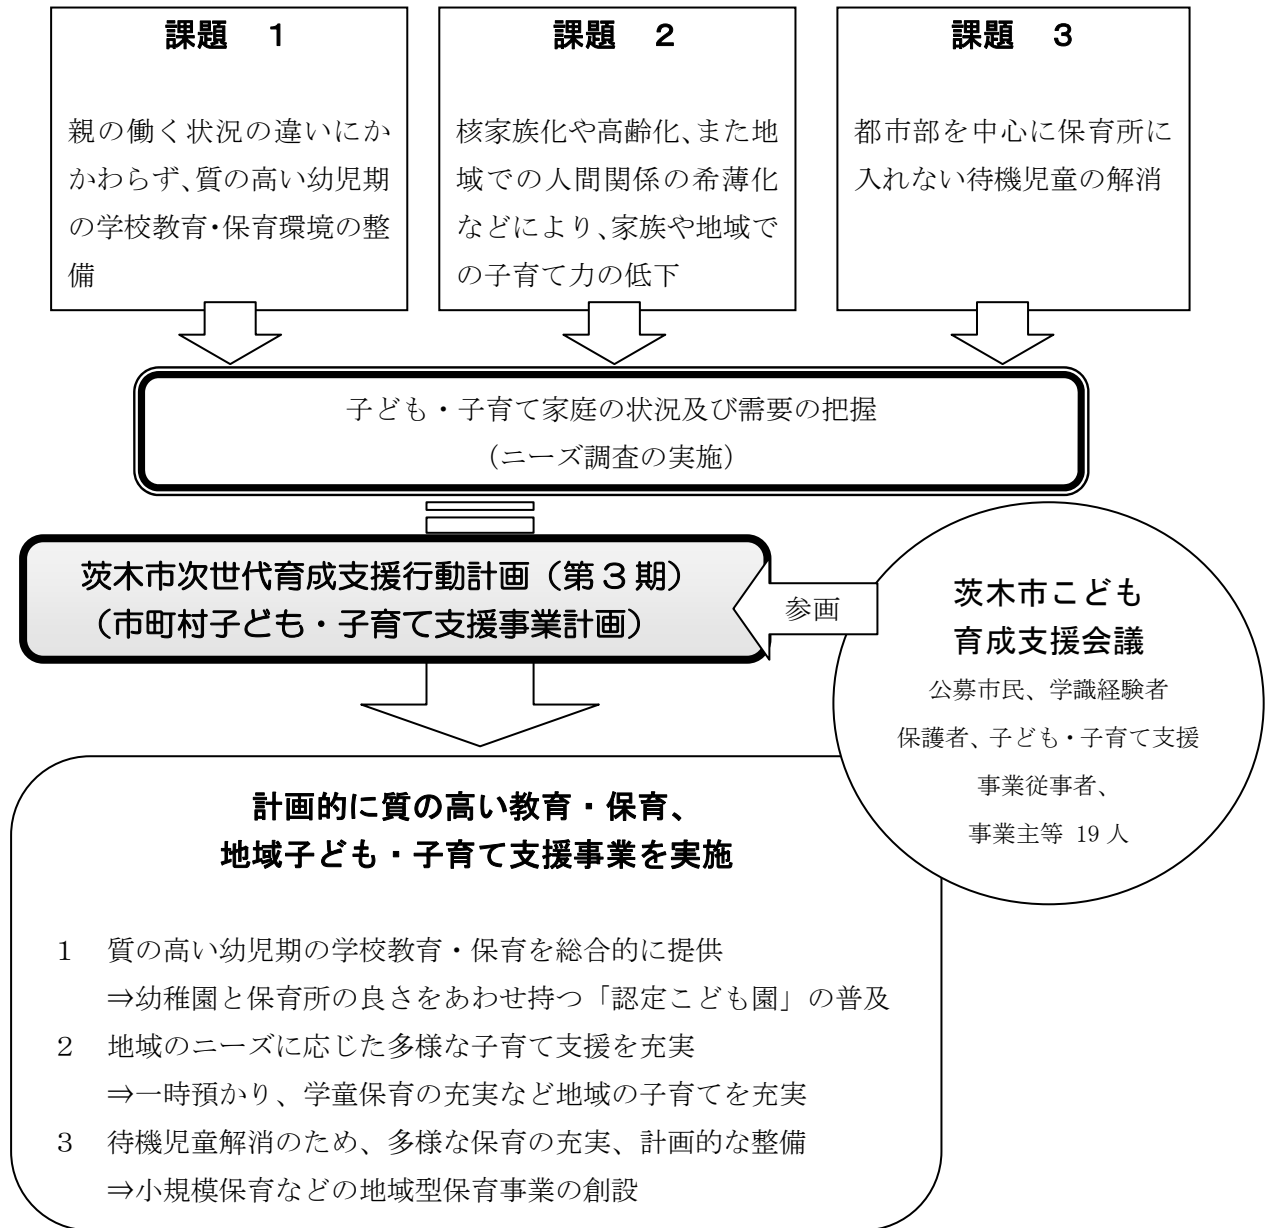 課題　１
親の働く状況の違いにか
かわらず、質の高い幼児期
の学校教育・保育環境の整
備
課題　２
核家族化や高齢化、また地
域での人間関係の希薄化
などにより、家族や地域で
の子育て力の低下
課題　３
都市部を中心に保育所に
入れない待機児童の解消
子ども・子育て家庭の状況及び需要の把握
（ニーズ調査の実施）
茨木市次世代育成支援行動計画（第３期）
（市町村子ども・子育て支援事業計画）
参画
茨木市こども
育成支援会議
公募市民、学識経験者
保護者、子ども・子育て支援
事業従事者、
事業主等 19 人
計画的に質の高い教育・保育、
地域子ども・子育て支援事業を実施
１　質の高い幼児期の学校教育・保育を総合的に提供
⇒幼稚園と保育所の良さをあわせ持つ「認定こども園」の普及
２　地域のニーズに応じた多様な子育て支援を充実
⇒一時預かり、学童保育の充実など地域の子育てを充実
３　待機児童解消のため、多様な保育の充実、計画的な整備
⇒小規模保育などの地域型保育事業の創設